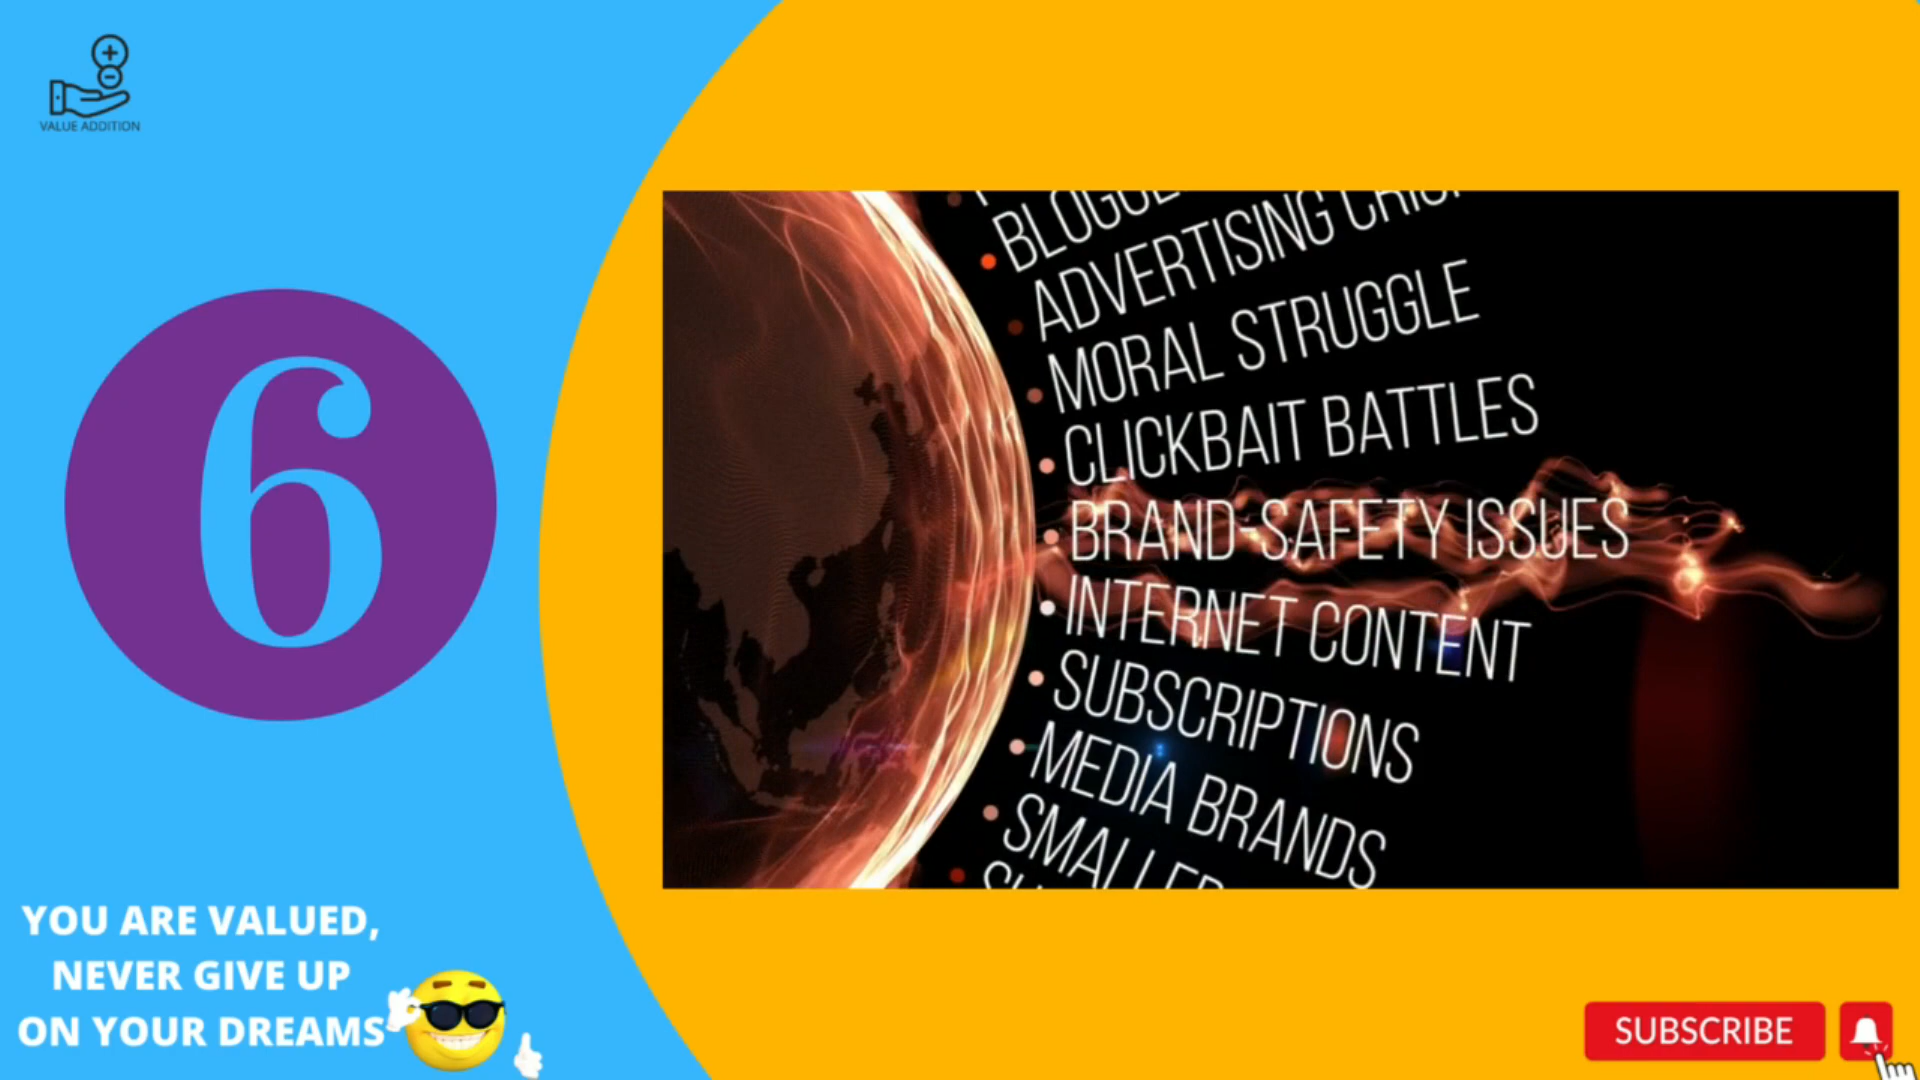 VALUE ADDITION
6
ADVERTISING
MORAL STRUGGLE
CLICKBAIT BATTLES
BRAND-SAFETY ISSUES
INTERNET CONTENT
SUBSCRIPTIONS
MEDIA BRANDS
YOU ARE VALUED,
NEVER GIVE UP
ON YOUR DREAMS
SUBSCRIBE